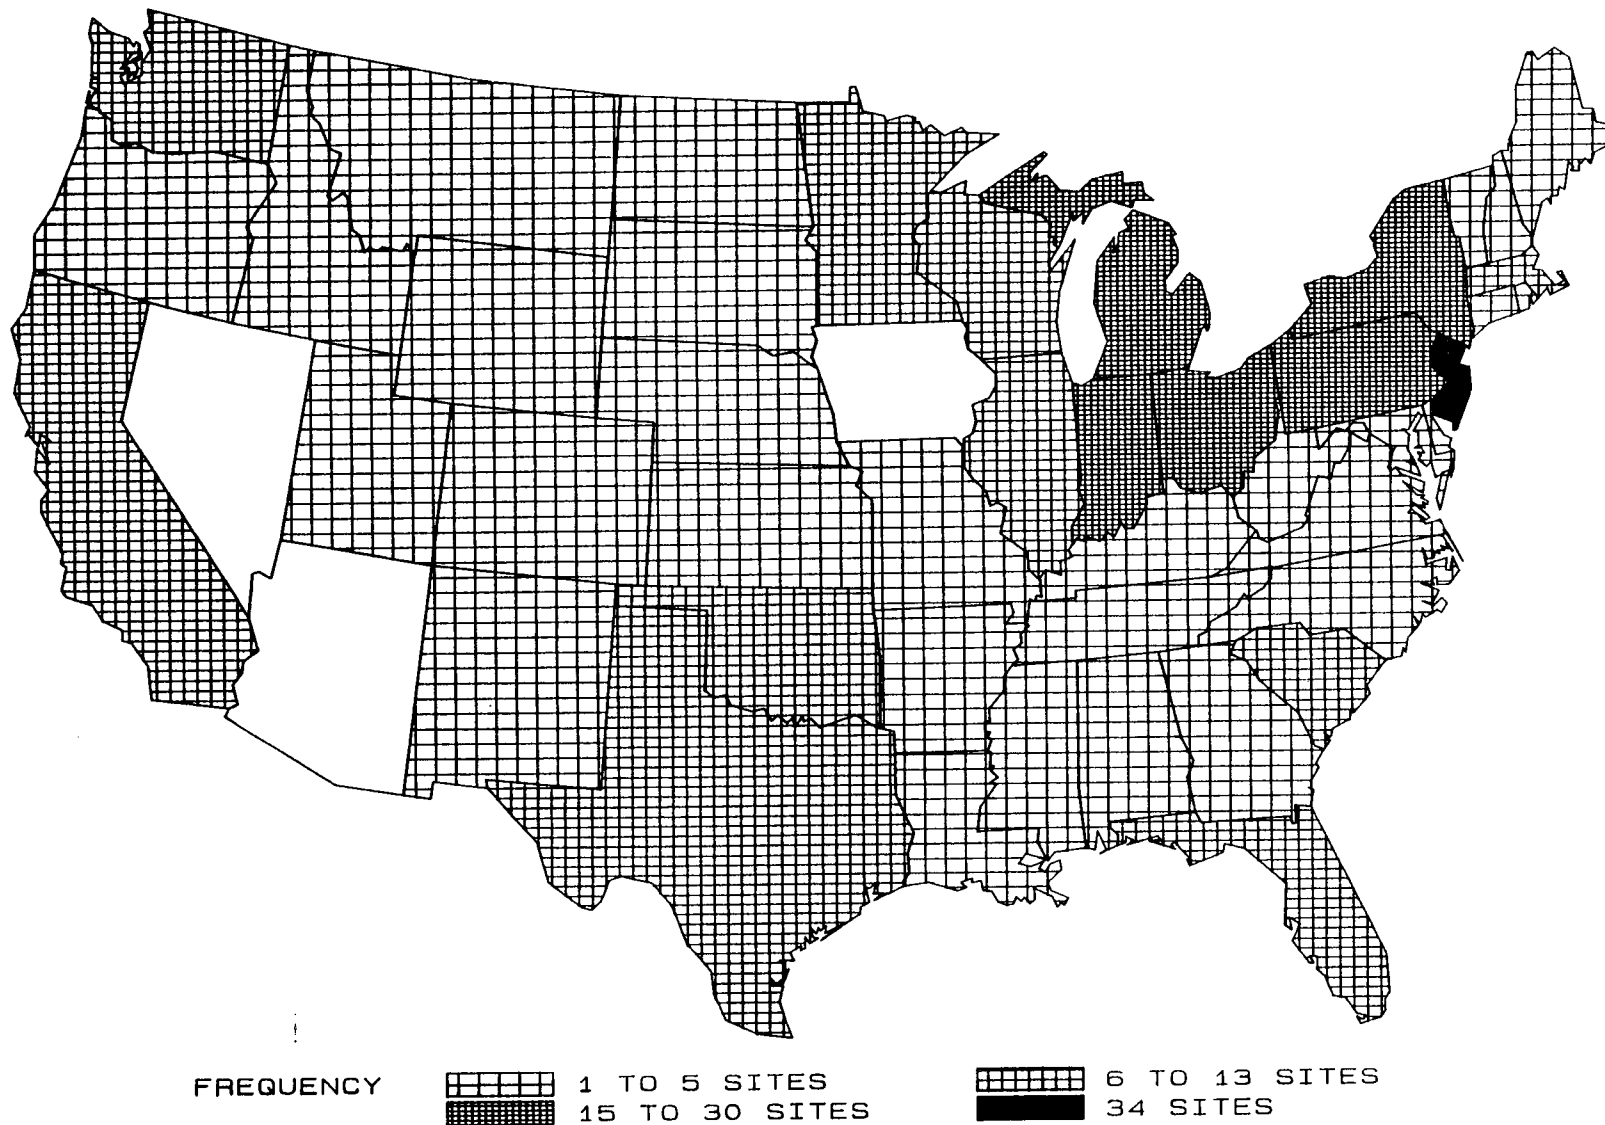 FREQUENCY
1 TO 5 SITES
6 TO 13 SITES
15 TO 30 SITES
34 SITES